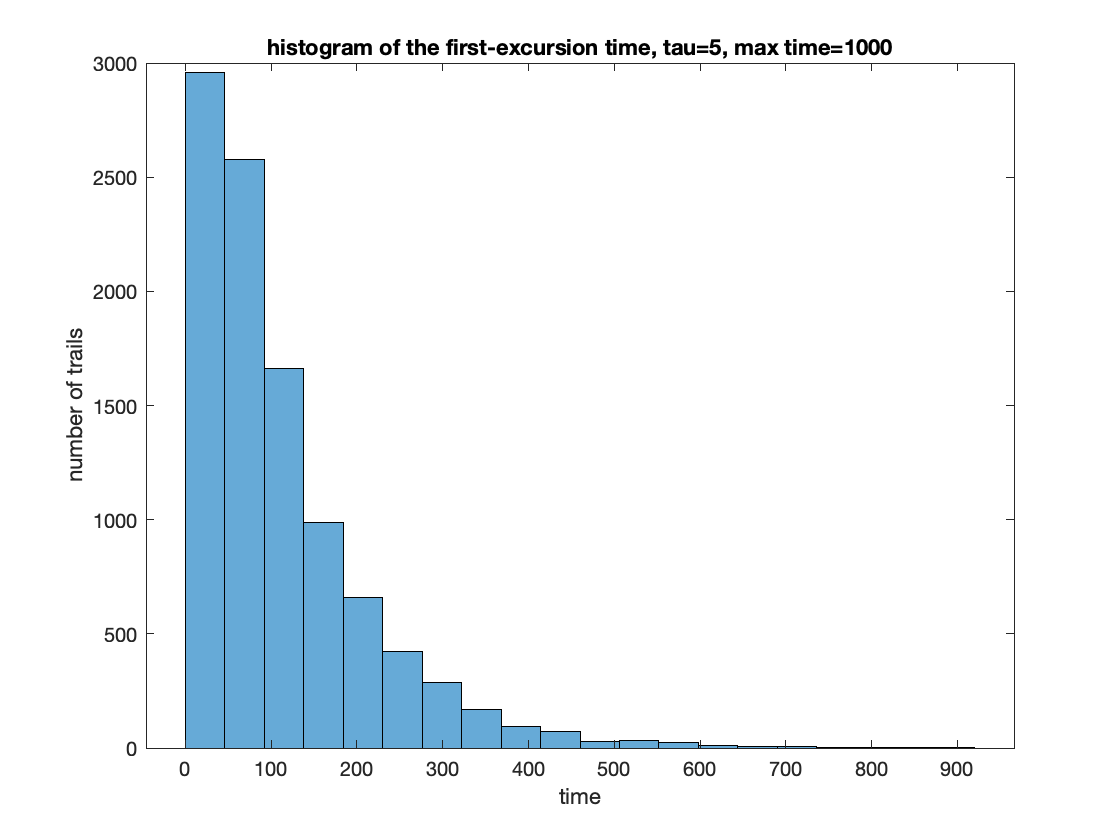 histogram of the first-excursion time, tau=5, max time=1000
3000
2500
2000
1500
1000
500
0
number of trails
0 100 200 300 400 500 600 700 800 900
time